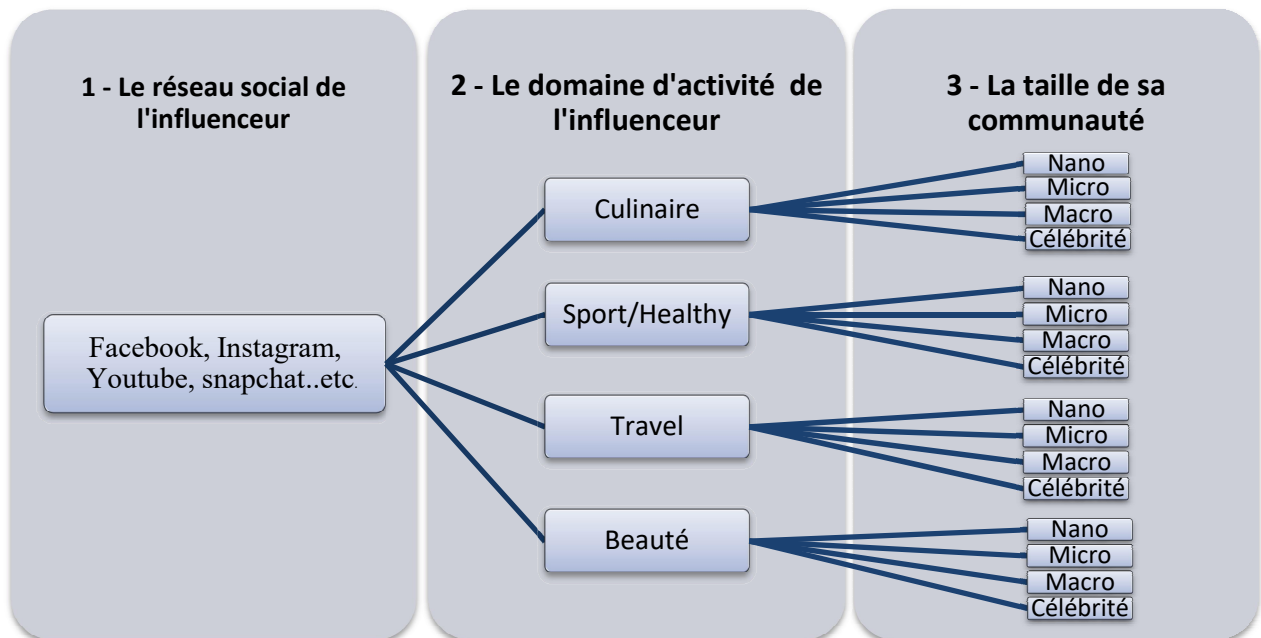 1 - Le réseau social de
l'influenceur
2 - Le domaine d'activité  de
l'influenceur
3 - La taille de sa
communauté
Facebook, Instagram,
Youtube, snapchat..etc.
Culinaire
Nano
Micro
Macro
Célébrité
Sport/Healthy
Nano
Micro
Macro
Célébrité
Travel
Nano
Micro
Macro
Célébrité
Beauté
Nano
Micro
Macro
Célébrité